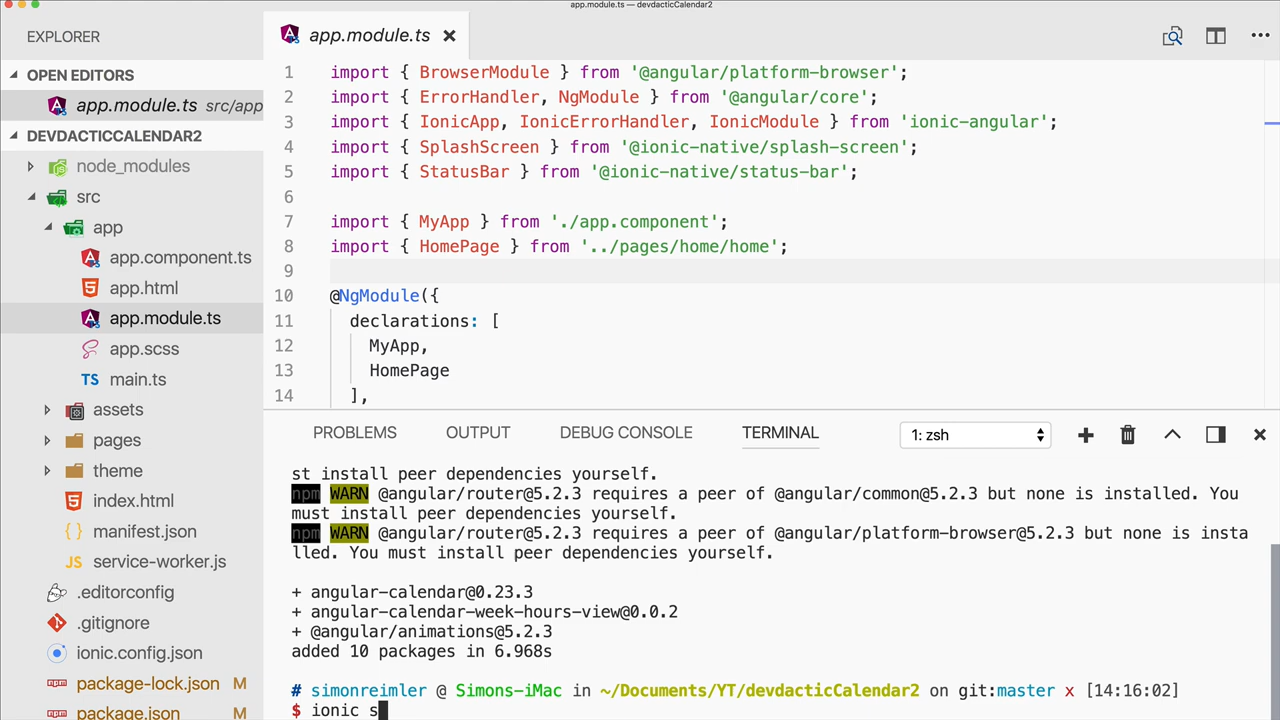 app.module.ts — devdacticCalendar2
EXPLORER
OPEN EDITORS
app.module.ts src/app
DEVDACTICCALENDAR2
node_modules
src
app
app.component.ts
app.html
app.module.ts
app.scss
TS main.ts
assets
pages
theme
index.html
{} manifest.json
JS service-worker.js
.editorconfig
.gitignore
ionic.config.json
package-lock.json M
package.json M
app.module.ts
1 import { BrowserModule } from '@angular/platform-browser';
2 import { ErrorHandler, NgModule } from '@angular/core';
3 import { IonicApp, IonicErrorHandler, IonicModule } from 'ionic-angular';
4 import { SplashScreen } from '@ionic-native/splash-screen';
5 import { StatusBar } from '@ionic-native/status-bar';
6
7 import { MyApp } from './app.component';
8 import { HomePage } from '../pages/home/home';
9
10 @NgModule({
11 declarations: [
12 MyApp,
13 HomePage
14 ],
PROBLEMS OUTPUT DEBUG CONSOLE TERMINAL 1: zsh
st install peer dependencies yourself.
npm WARN @angular/router@5.2.3 requires a peer of @angular/common@5.2.3 but none is installed. You
must install peer dependencies yourself.
npm WARN @angular/router@5.2.3 requires a peer of @angular/platform-browser@5.2.3 but none is insta
lled. You must install peer dependencies yourself.
+ angular-calendar@0.23.3
+ angular-calendar-week-hours-view@0.0.2
+ @angular/animations@5.2.3
added 10 packages in 6.968s
# simonreimler @ Simons-iMac in ~/Documents/YT/devdacticCalendar2 on git:master x [14:16:02]
$ ionic s